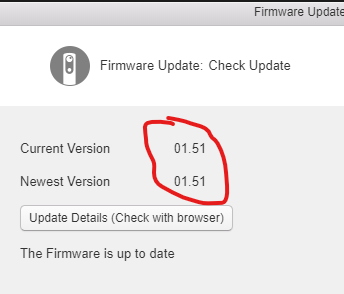 Firmware Update
Firmware Update: Check Update
Current Version 01.51
Newest Version 01.51
Update Details (Check with browser)
The Firmware is up to date